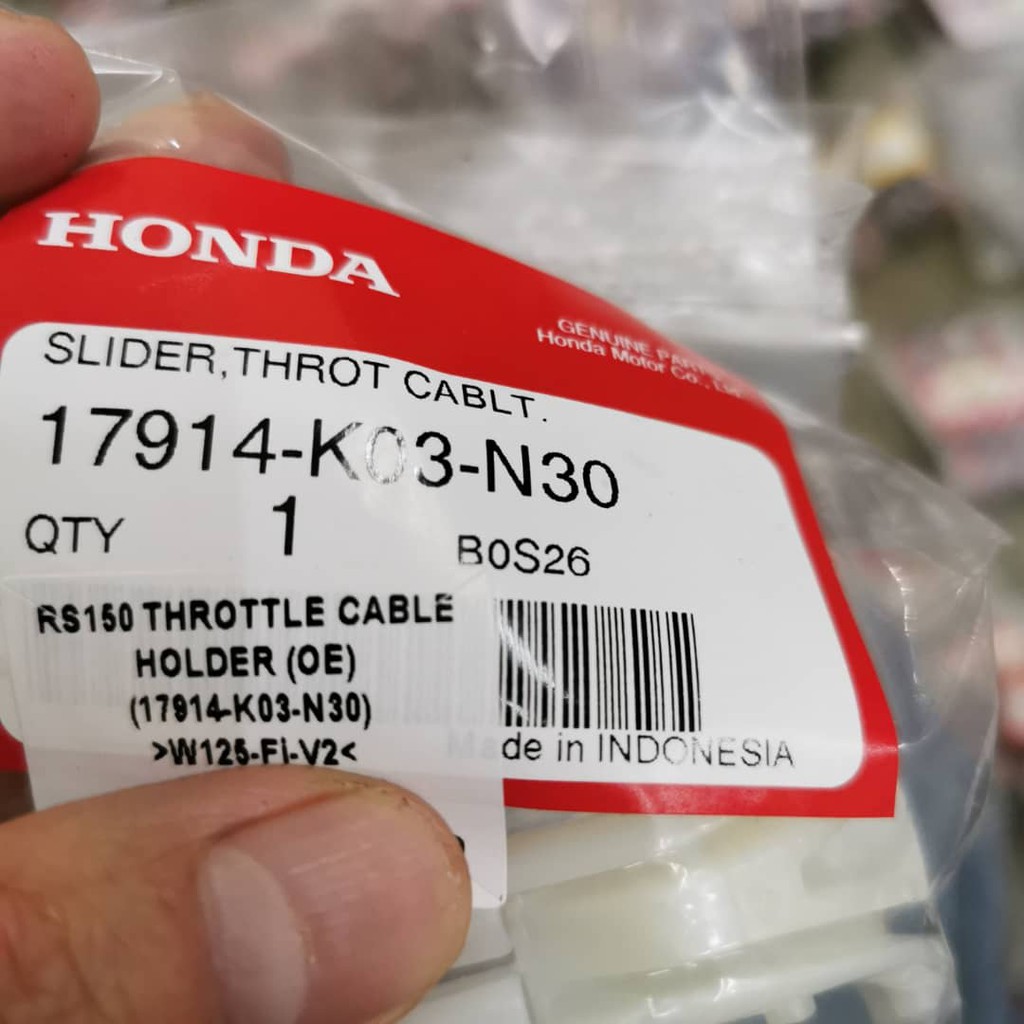 HONDA
GENUINE PARTS
Honda Motor Co., Ltd.
SLIDER,THROT CABLT.
17914-K03-N30
QTY 1
B0S26
RS150 THROTTLE CABLE
HOLDER (OE)
(17914-K03-N30)
>W125-Fi-V2<
Made in INDONESIA